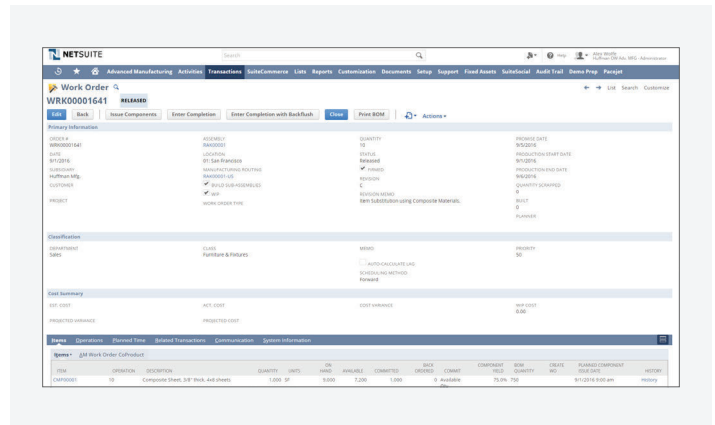 NETSUITE
Search
Help
Alex Wolfe
Huffman DW Adv. MFG - Administrator
Advanced Manufacturing Activities Transactions SuiteCommerce Lists Reports Customization Documents Setup Support Fixed Assets SuiteSocial Audit Trail Demo Prep Pacejet
Work Order
List Search Customize
WRK00001641 RELEASED
Edit Back Issue Components Enter Completion Enter Completion with Backflush Close Print BOM Actions
Primary Information
ORDER # ASSEMBLY QUANTITY PROMISE DATE
WRK00001641 RAK00001 10 9/5/2016
DATE LOCATION STATUS PRODUCTION START DATE
9/1/2016 01: San Francisco Released 9/1/2016
SUBSIDIARY MANUFACTURING ROUTING FIRMED PRODUCTION END DATE
Huffman Mfg. RAK00001-US REVISION 9/6/2016
CUSTOMER BUILD SUB-ASSEMBLIES C QUANTITY SCRAPPED
WIP REVISION MEMO 0
PROJECT WORK ORDER TYPE Item Substitution using Composite Materials. BUILT
0
PLANNER
Classification
DEPARTMENT CLASS MEMO PRIORITY
Sales Furniture & Fixtures 50
AUTO-CALCULATE LAG
SCHEDULING METHOD
Forward
Cost Summary
EST. COST ACT. COST COST VARIANCE WIP COST
0.00
PROJECTED VARIANCE PROJECTED COST
Items Operations Planned Time Related Transactions Communication System Information
Items AM Work Order CoProduct
ITEM OPERATION DESCRIPTION QUANTITY UNITS ON HAND AVAILABLE COMMITTED BACK ORDERED COMMIT COMPONENT YIELD BOM QUANTITY CREATE WO PLANNED COMPONENT ISSUE DATE HISTORY
CMP00001 10 Composite Sheet, 3/8" thick, 4x8 sheets 1,000 SF 9,000 7,200 1,000 0 Available 75.0% 750 9/1/2016 9:00 am History